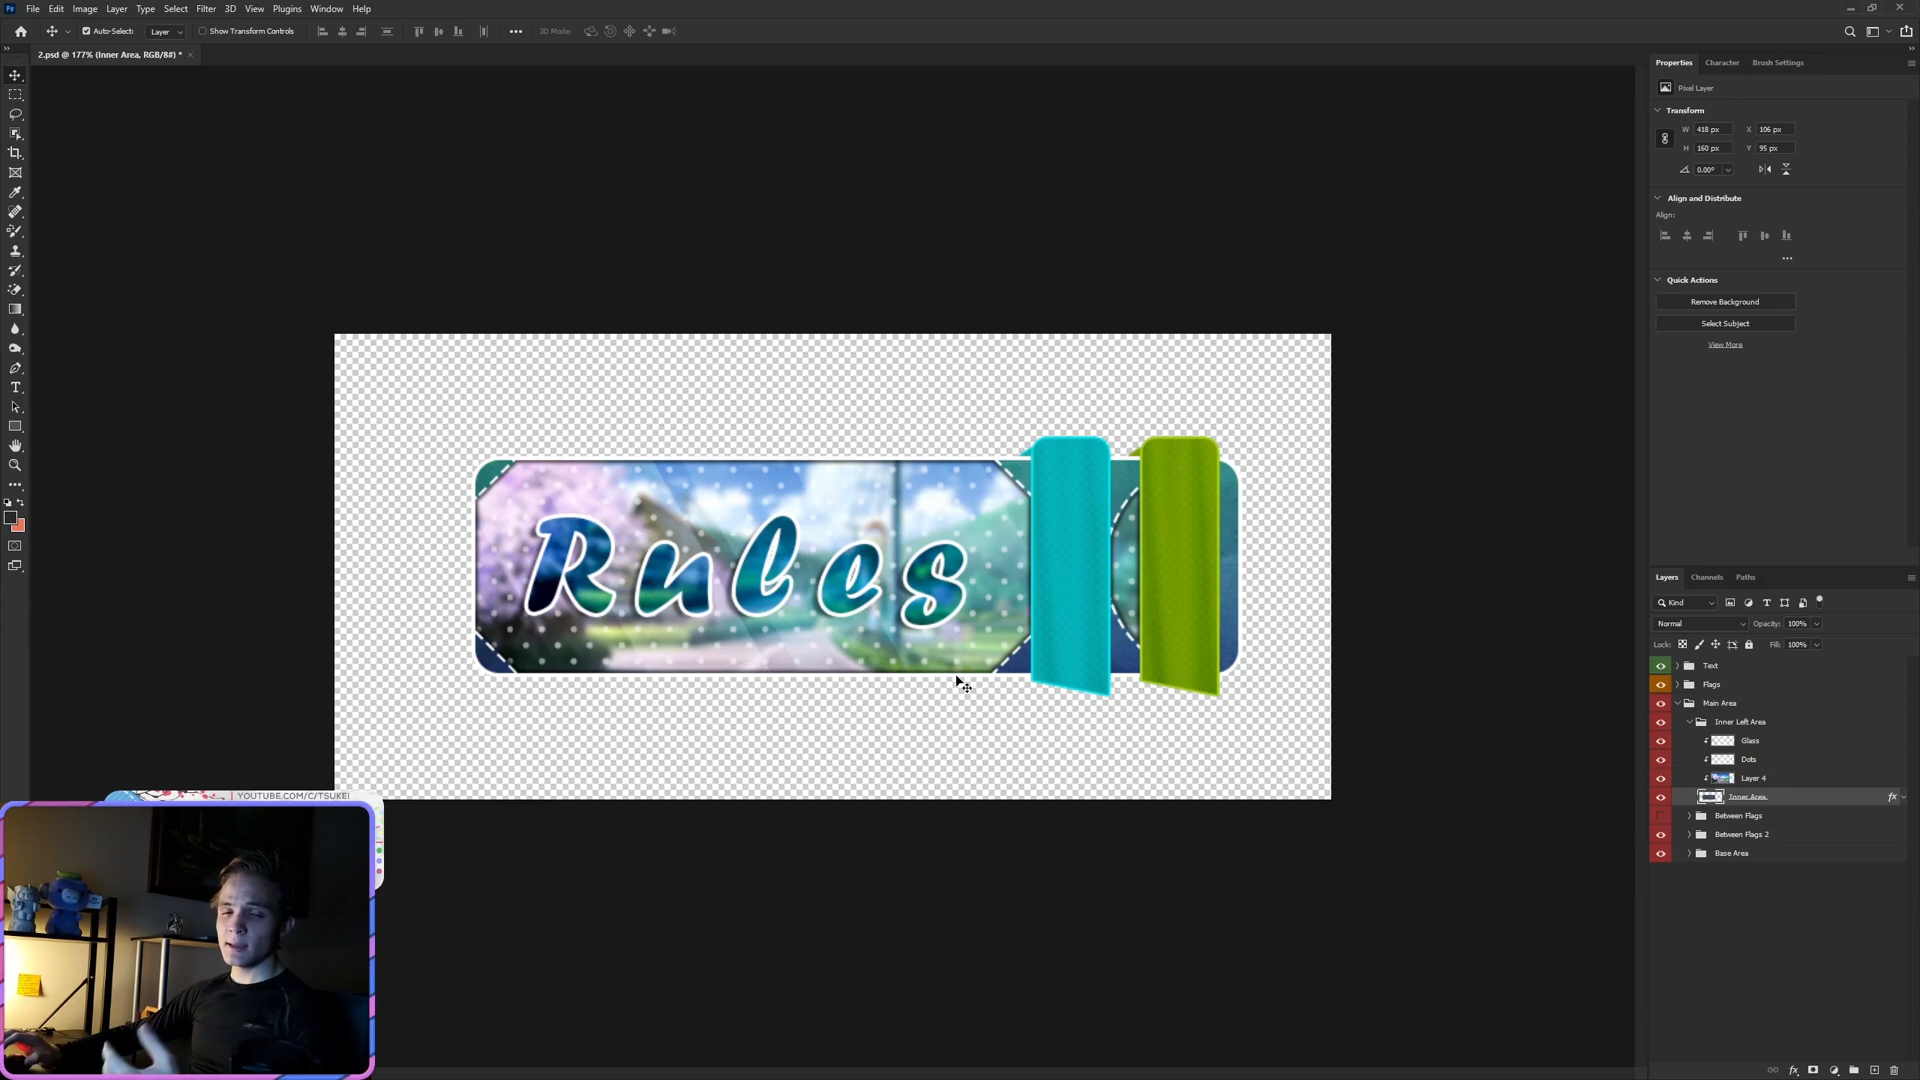 File Edit Image Layer Type Select Filter 3D View Plugins Window Help
Auto-Select: Layer Show Transform Controls 3D Mode:
2.psd @ 177% (Inner Area, RGB/8#) *
Properties Character Brush Settings
Pixel Layer
Transform
W 418 px X 106 px
H 160 px Y 95 px
0.00°
Align and Distribute
Align:
Quick Actions
Remove Background
Select Subject
View More
Rules
Layers Channels Paths
Kind
Normal Opacity: 100%
Lock: Fill: 100%
Text
Flags
Main Area
Inner Left Area
Glass
Dots
Layer 4
Inner Area fx
Between Flags
Between Flags 2
Base Area
YOUTUBE.COM/C/TSUKEI